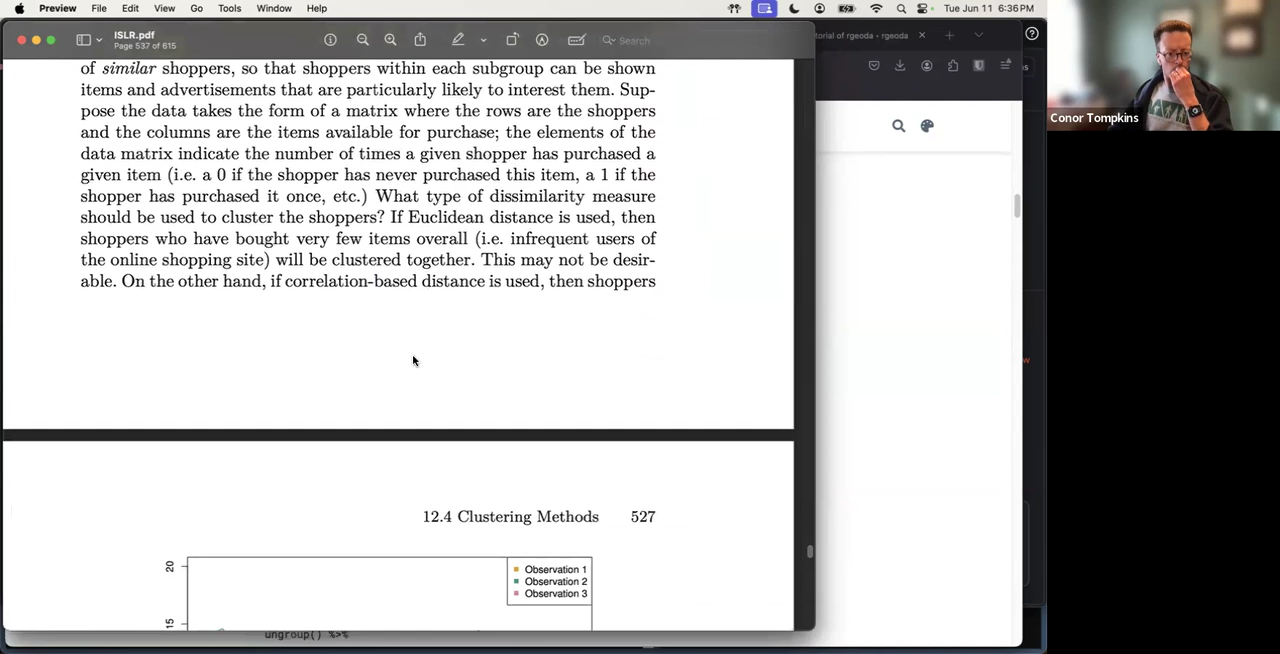 Preview File Edit View Go Tools Window Help Tue Jun 11 6:36 PM
ISLR.pdf
Page 537 of 615
Search
torial of rgeoda - rgeoda
of similar shoppers, so that shoppers within each subgroup can be shown
items and advertisements that are particularly likely to interest them. Sup-
pose the data takes the form of a matrix where the rows are the shoppers
and the columns are the items available for purchase; the elements of the
data matrix indicate the number of times a given shopper has purchased a
given item (i.e. a 0 if the shopper has never purchased this item, a 1 if the
shopper has purchased it once, etc.) What type of dissimilarity measure
should be used to cluster the shoppers? If Euclidean distance is used, then
shoppers who have bought very few items overall (i.e. infrequent users of
the online shopping site) will be clustered together. This may not be desir-
able. On the other hand, if correlation-based distance is used, then shoppers
12.4 Clustering Methods 527
20
15
Observation 1
Observation 2
Observation 3
ungroup() %>%
Conor Tompkins